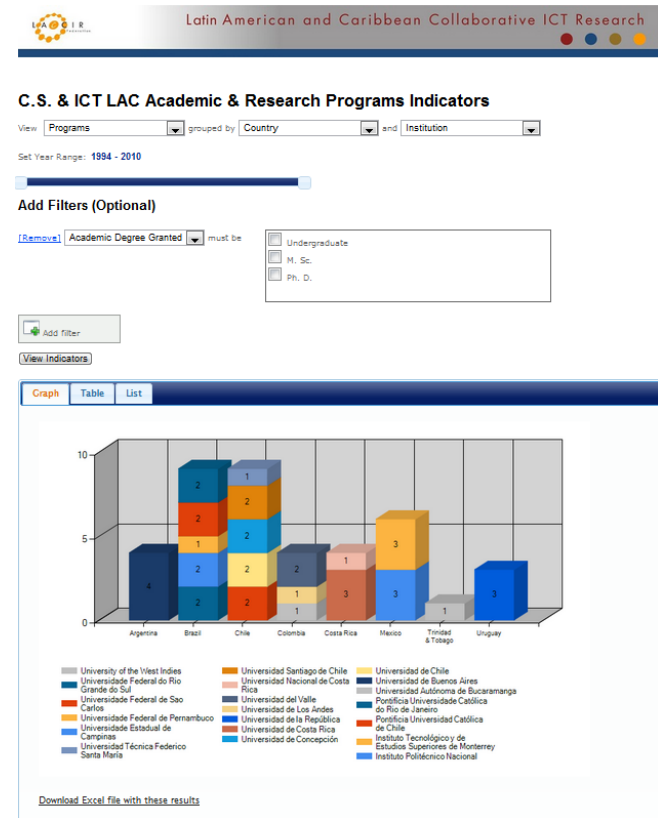 LACCIR
Latin American and Caribbean Collaborative ICT Research
C.S. & ICT LAC Academic & Research Programs Indicators
View Programs grouped by Country and Institution
Set Year Range: 1994 - 2010
Add Filters (Optional)
[Remove] Academic Degree Granted must be
Undergraduate
M. Sc.
Ph. D.
Add filter
View Indicators
Graph Table List
10
5
0
4
2
2
1
2
2
1
2
2
2
2
2
1
1
1
3
3
3
1
3
Argentina Brazil Chile Colombia Costa Rica Mexico Trinidad & Tobago Uruguay
University of the West Indies
Universidade Federal do Rio
Grande do Sul
Universidade Federal de Sao
Carlos
Universidade Federal de Pernambuco
Universidade Estadual de
Campinas
Universidad Técnica Federico
Santa María
Universidad Santiago de Chile
Universidad Nacional de Costa
Rica
Universidad del Valle
Universidad de Los Andes
Universidad de la República
Universidad de Costa Rica
Universidad de Concepción
Universidad de Chile
Universidad de Buenos Aires
Universidad Autónoma de Bucaramanga
Pontificia Universidade Católica
do Rio de Janeiro
Pontificia Universidad Católica
de Chile
Instituto Tecnológico y de
Estudios Superiores de Monterrey
Instituto Politécnico Nacional
Download Excel file with these results